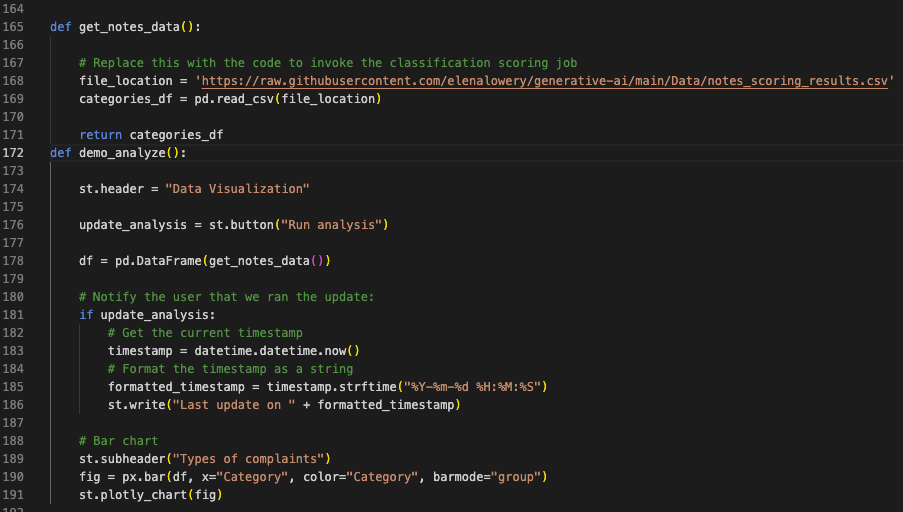 164
165 def get_notes_data():
166
167 # Replace this with the code to invoke the classification scoring job
168 file_location = 'https://raw.githubusercontent.com/elenalowery/generative-ai/main/Data/notes_scoring_results.csv'
169 categories_df = pd.read_csv(file_location)
170
171 return categories_df
172 def demo_analyze():
173
174 st.header = "Data Visualization"
175
176 update_analysis = st.button("Run analysis")
177
178 df = pd.DataFrame(get_notes_data())
179
180 # Notify the user that we ran the update:
181 if update_analysis:
182 # Get the current timestamp
183 timestamp = datetime.datetime.now()
184 # Format the timestamp as a string
185 formatted_timestamp = timestamp.strftime("%Y-%m-%d %H:%M:%S")
186 st.write("Last update on " + formatted_timestamp)
187
188 # Bar chart
189 st.subheader("Types of complaints")
190 fig = px.bar(df, x="Category", color="Category", barmode="group")
191 st.plotly_chart(fig)
192